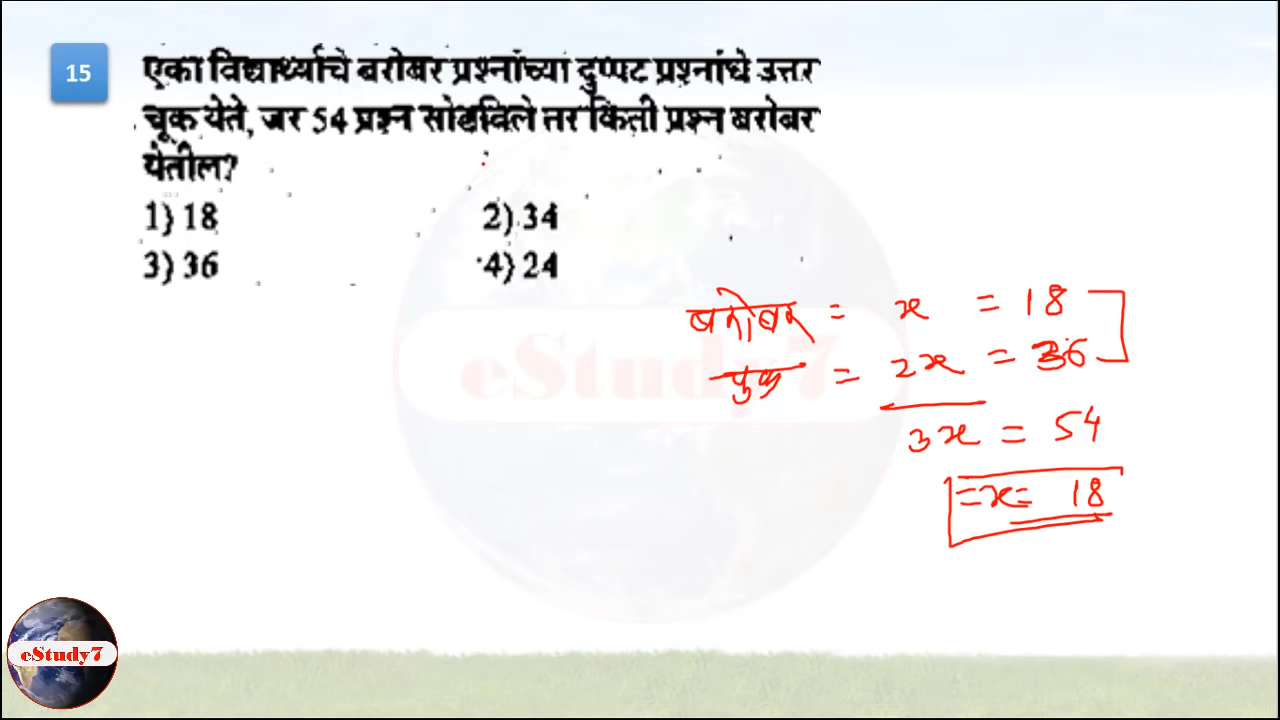 15
एका विद्यार्थ्याचे बरोबर प्रश्नांच्या दुप्पट प्रश्नांचे उत्तर
चूक येते, जर 54 प्रश्न सोडविले तर किती प्रश्न बरोबर
येतील?
1) 18 2) 34
3) 36 4) 24
बरोबर = x = 18
चुक = 2x = 36
3x = 54
=x= 18
eStudy7
eStudy7